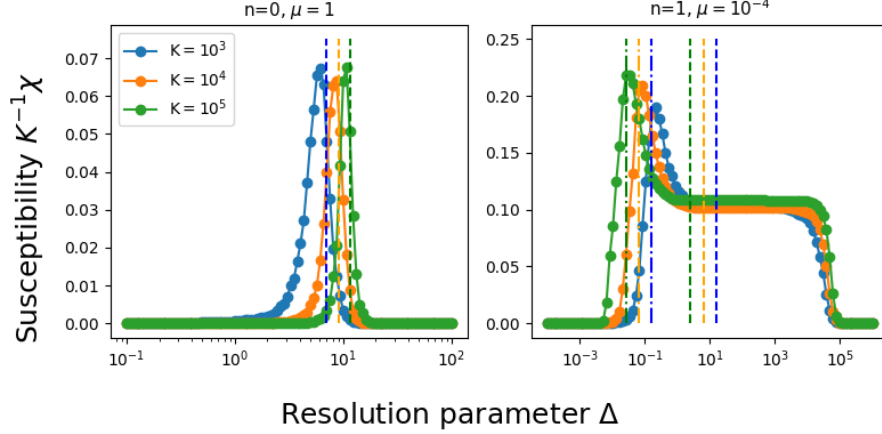 n=0, μ = 1
n=1, μ = 10⁻⁴
Susceptibility K⁻¹χ
0.07
0.06
0.05
0.04
0.03
0.02
0.01
0.00
K = 10³
K = 10⁴
K = 10⁵
10⁻¹ 10⁰ 10¹ 10²
0.25
0.20
0.15
0.10
0.05
0.00
10⁻³ 10⁻¹ 10¹ 10³ 10⁵
Resolution parameter Δ